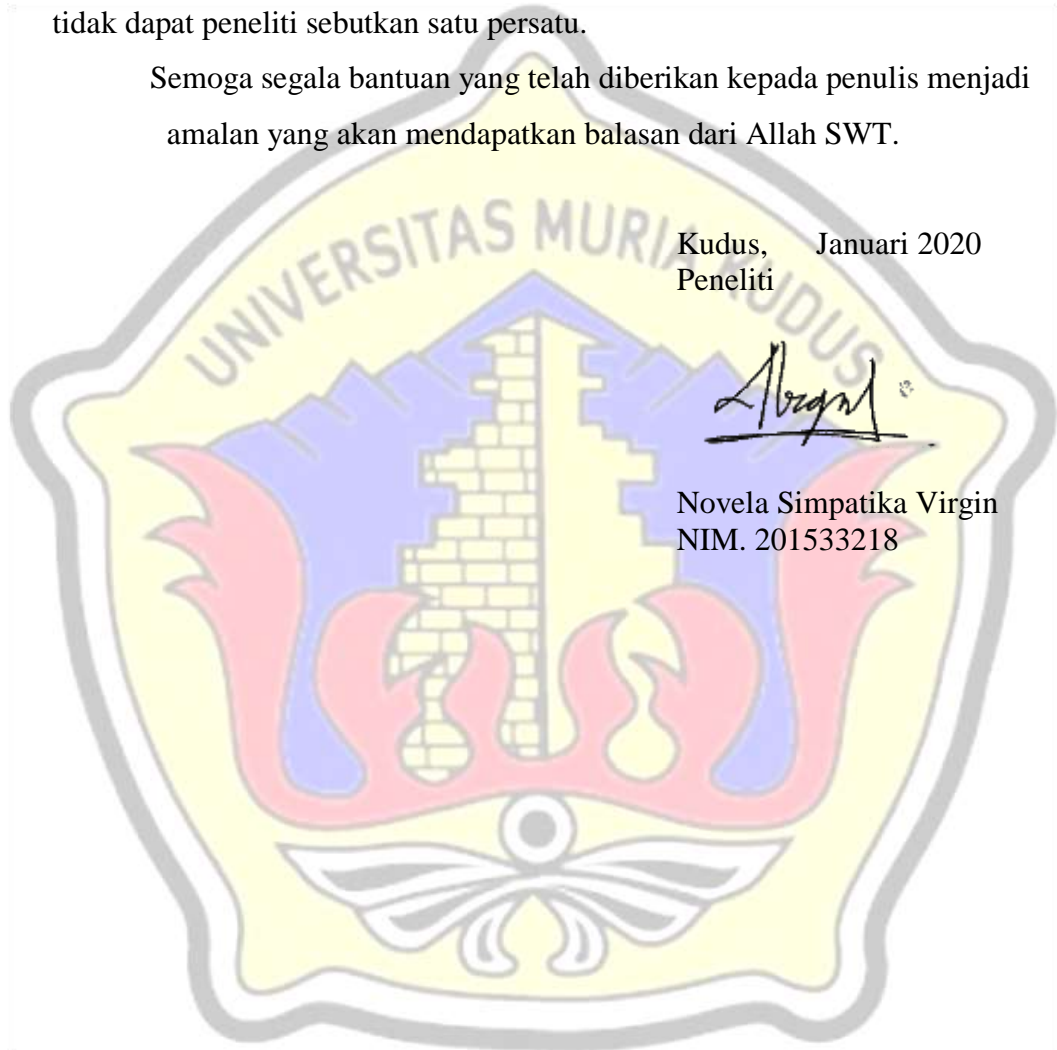 tidak dapat peneliti sebutkan satu persatu.
Semoga segala bantuan yang telah diberikan kepada penulis menjadi
amalan yang akan mendapatkan balasan dari Allah SWT.
UNIVERSITAS MURIA KUDUS
Kudus, Januari 2020
Peneliti
Novela Simpatika Virgin
NIM. 201533218